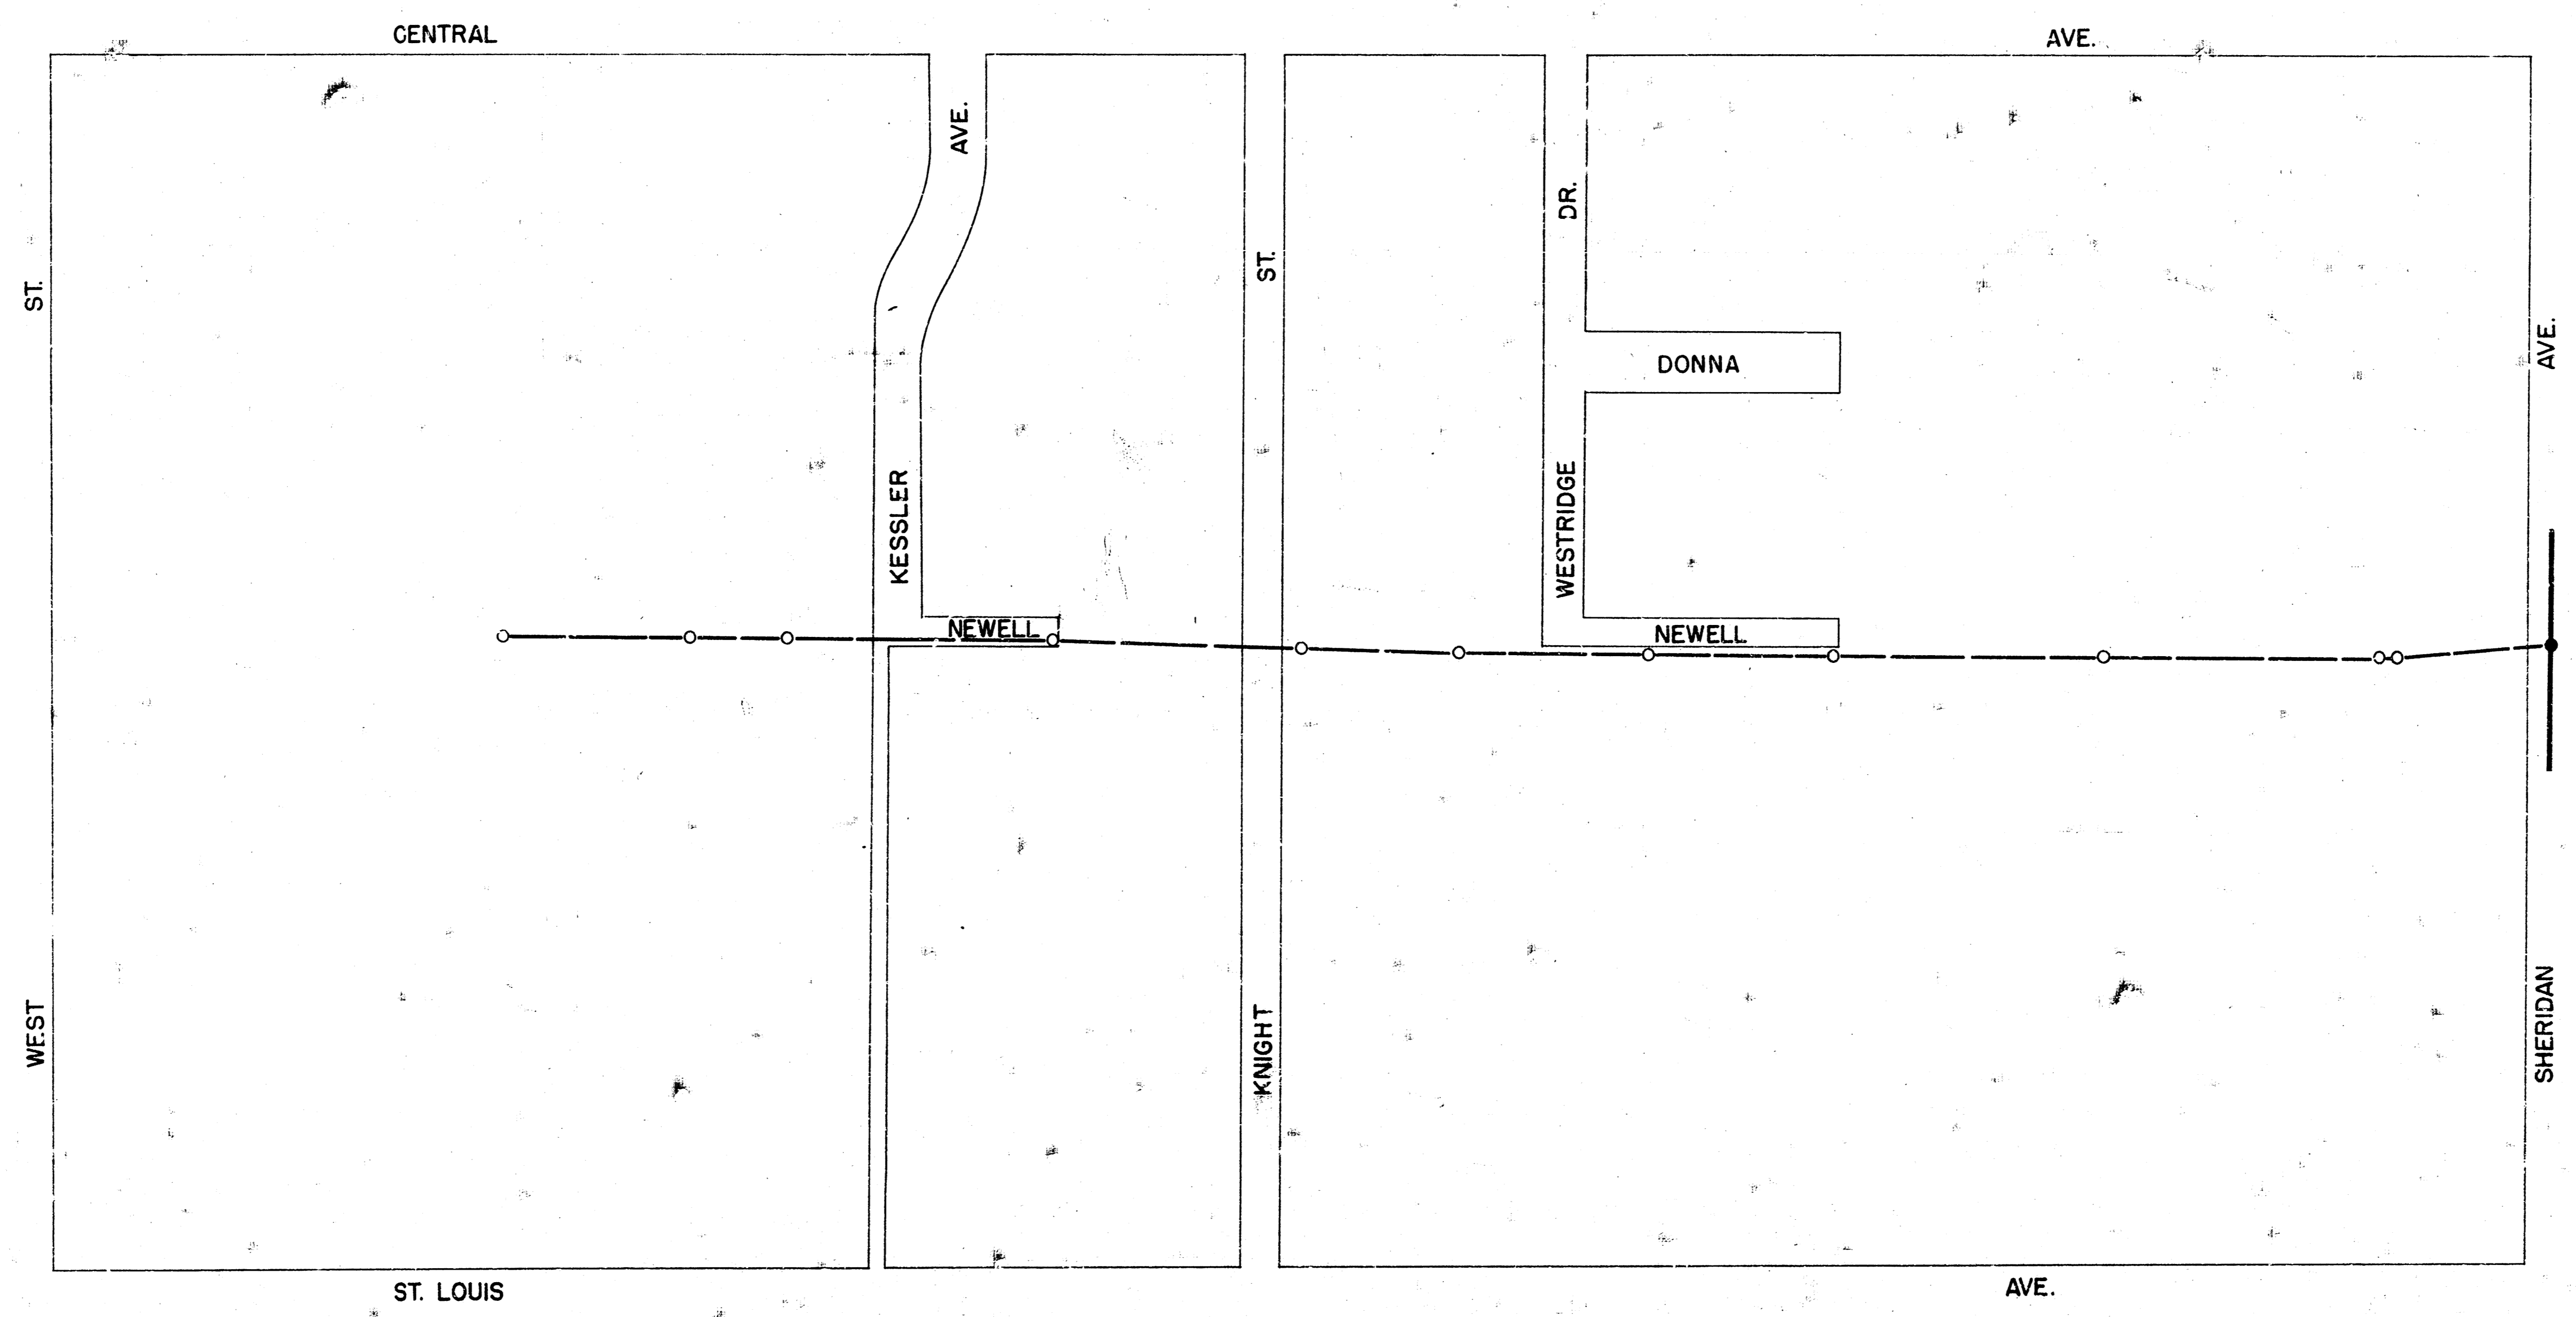 CENTRAL AVE.
AVE.
DR.
ST.
ST.
AVE.
DONNA
KESSLER
WESTRIDGE
NEWELL
NEWELL
WEST
KNIGHT
SHERIDAN
ST. LOUIS AVE.